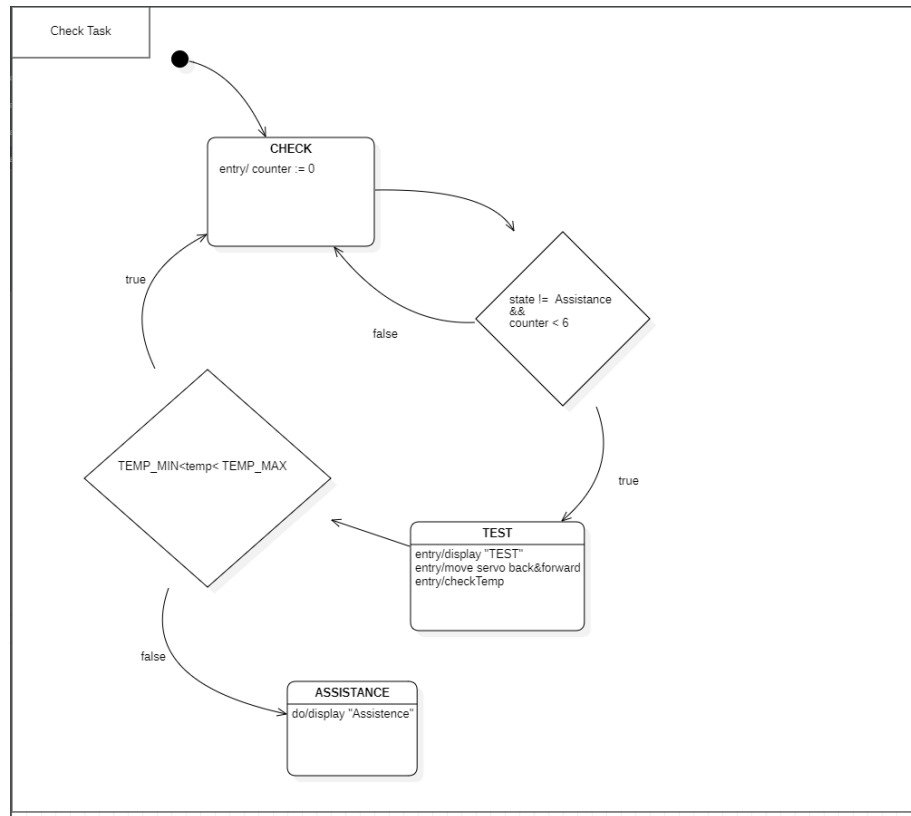 Check Task
CHECK
entry/ counter := 0
true
state !=  Assistance
&&
counter < 6
false
TEMP_MIN<temp< TEMP_MAX
true
TEST
entry/display "TEST"
entry/move servo back&forward
entry/checkTemp
false
ASSISTANCE
do/display "Assistence"